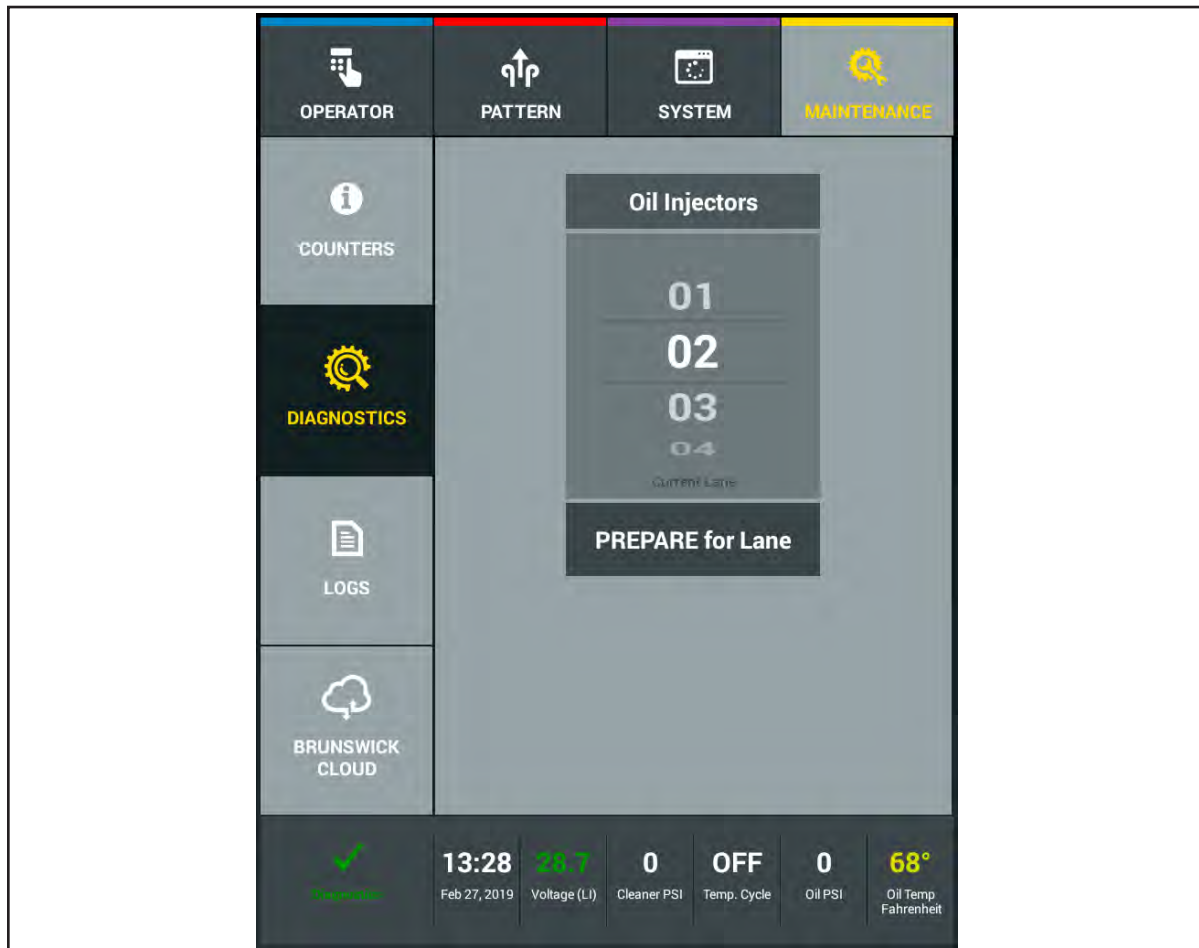 OPERATOR
PATTERN
SYSTEM
MAINTENANCE
COUNTERS
DIAGNOSTICS
LOGS
BRUNSWICK
CLOUD
Oil Injectors
01
02
03
04
Current Lane
PREPARE for Lane
13:28
Feb 27, 2019
28.7
Voltage (LI)
0
Cleaner PSI
OFF
Temp. Cycle
0
Oil PSI
68°
Oil Temp
Fahrenheit